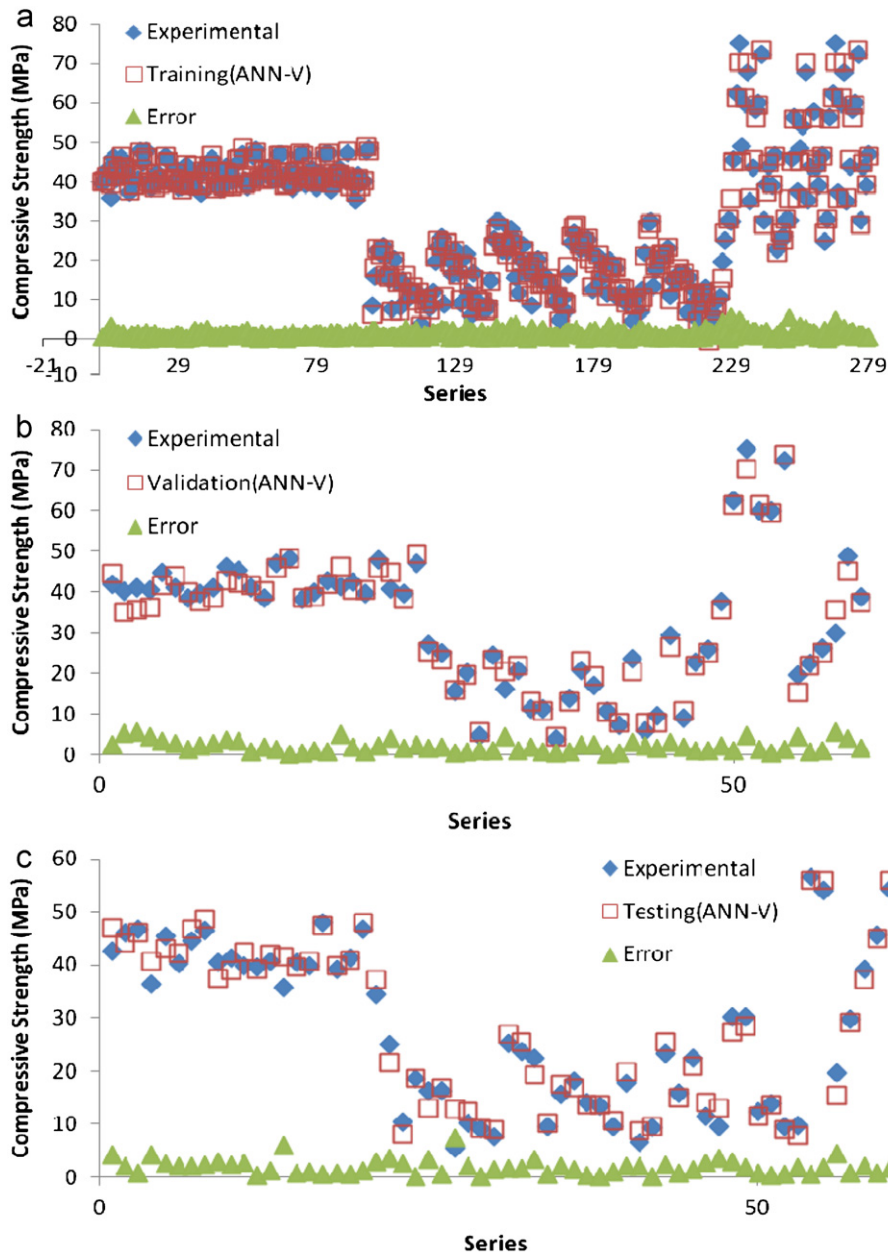 a
80
70
60
50
40
30
20
10
0
-10
Compressive Strength (MPa)
Experimental
Training(ANN-V)
Error
-21 29 79 129 179 229 279
Series
b
80
70
60
50
40
30
20
10
0
Compressive Strength (MPa)
Experimental
Validation(ANN-V)
Error
0 50
Series
c
60
50
40
30
20
10
0
Compressive Strength (MPa)
Experimental
Testing(ANN-V)
Error
0 50
Series